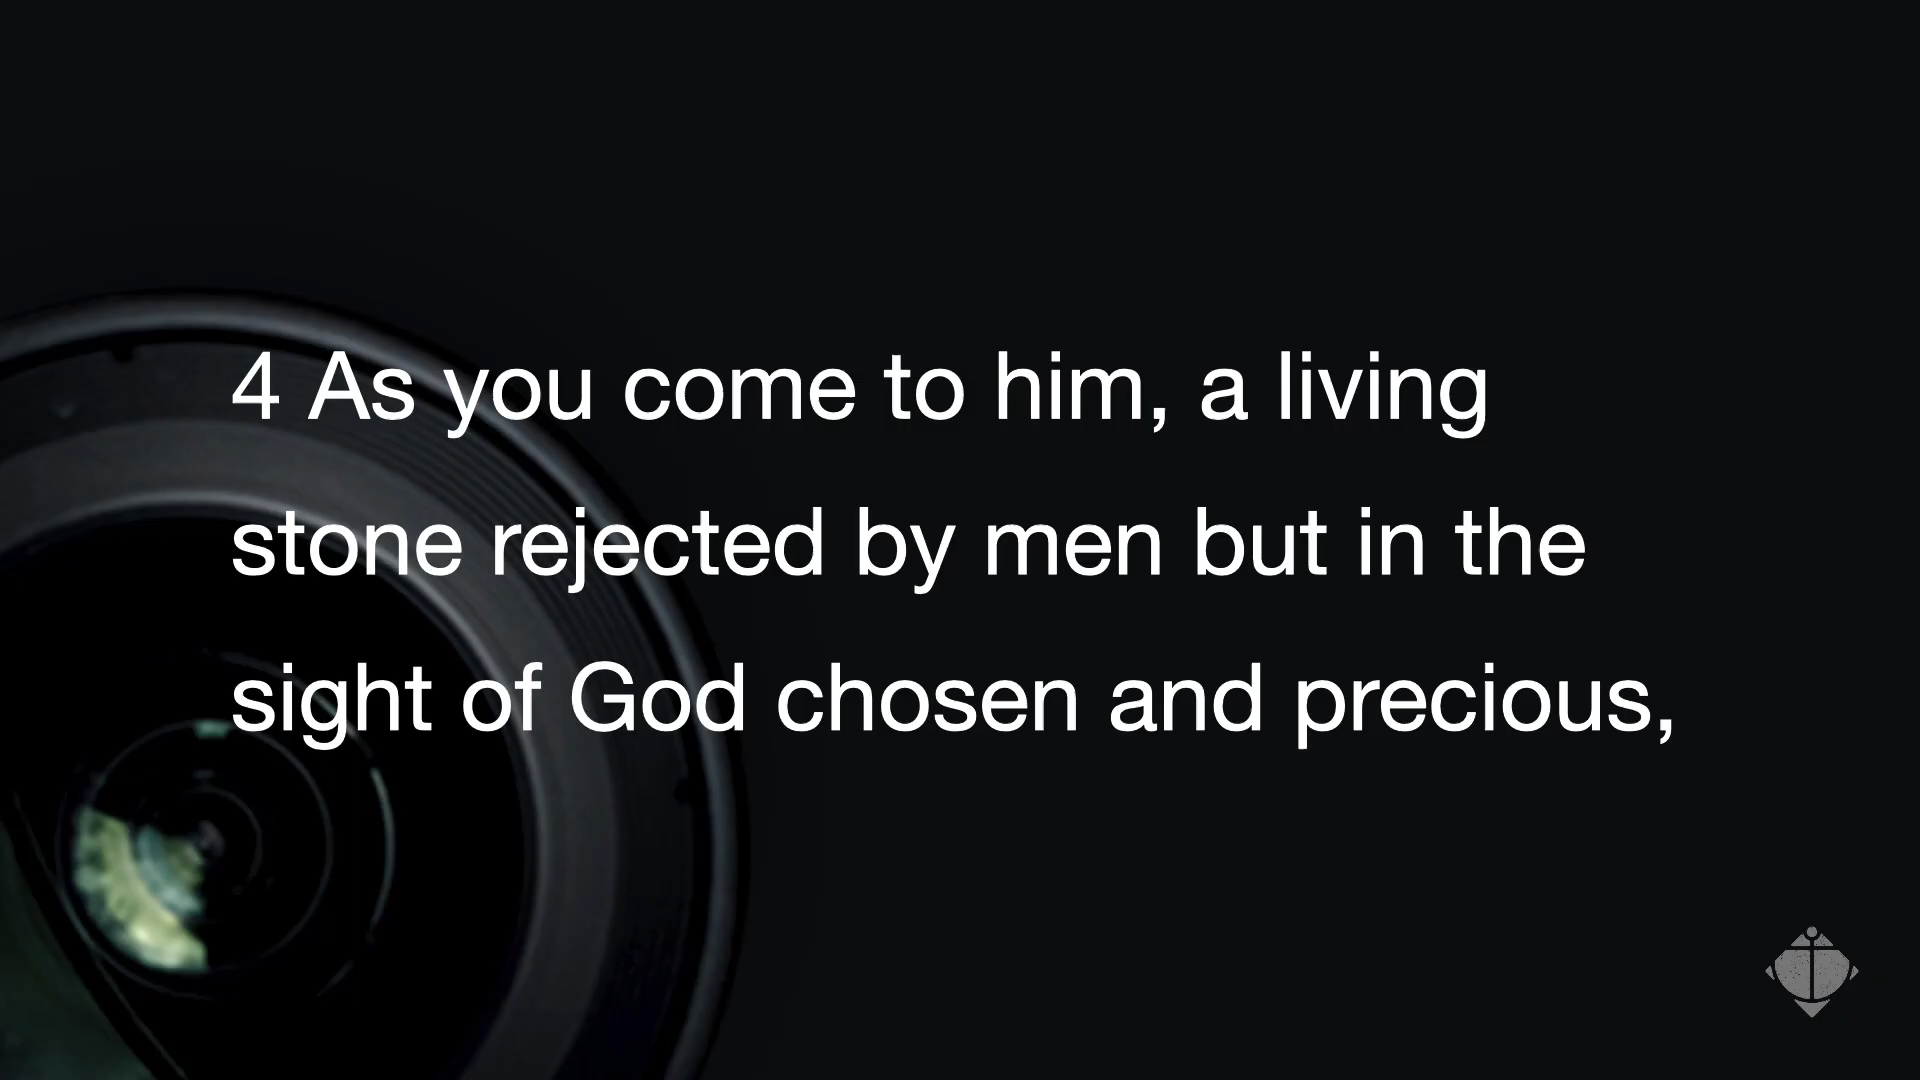 4 As you come to him, a living
stone rejected by men but in the
sight of God chosen and precious,